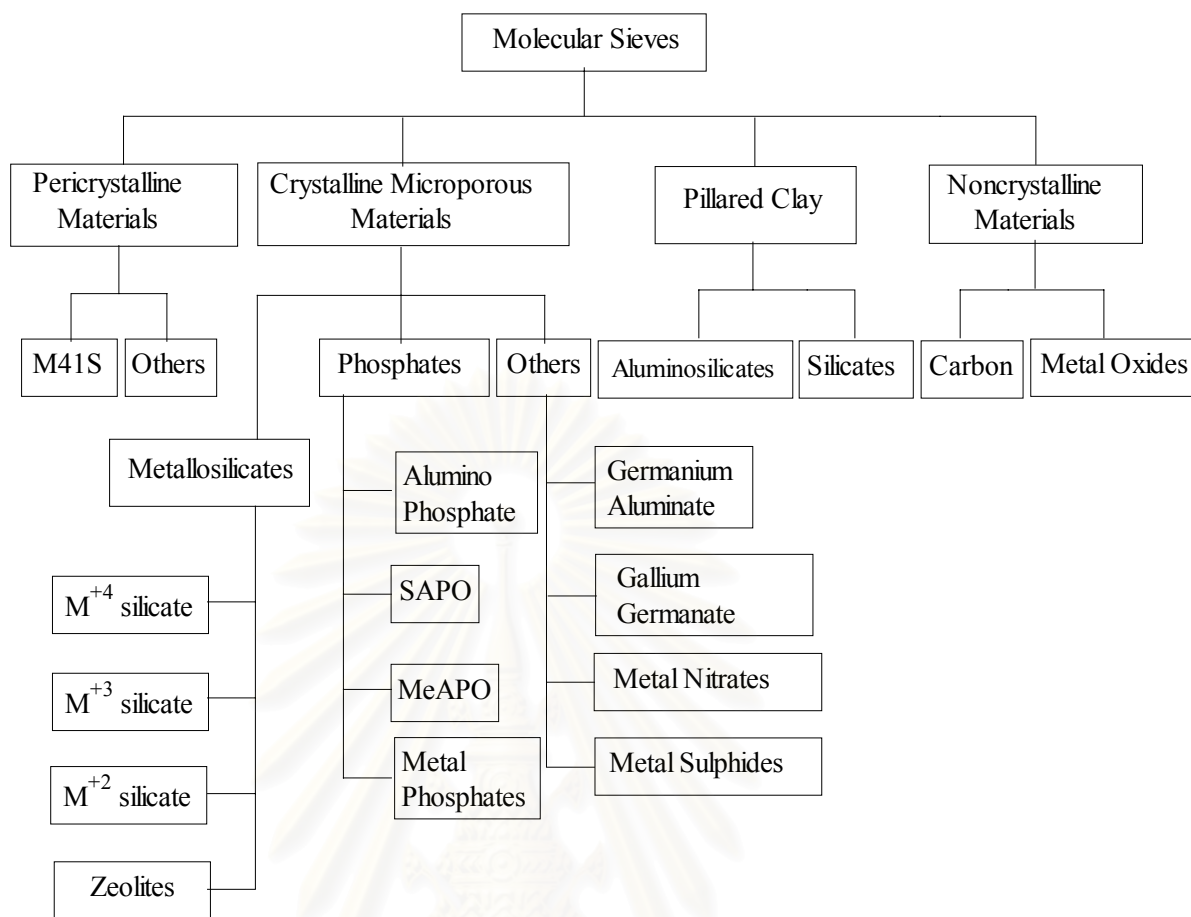 Molecular Sieves
Pericrystalline
Materials
Crystalline Microporous
Materials
Pillared Clay
Noncrystalline
Materials
M41S
Others
Phosphates
Others
Aluminosilicates
Silicates
Carbon
Metal Oxides
Metallosilicates
M+4 silicate
M+3 silicate
M+2 silicate
Zeolites
Alumino
Phosphate
SAPO
MeAPO
Metal
Phosphates
Germanium
Aluminate
Gallium
Germanate
Metal Nitrates
Metal Sulphides